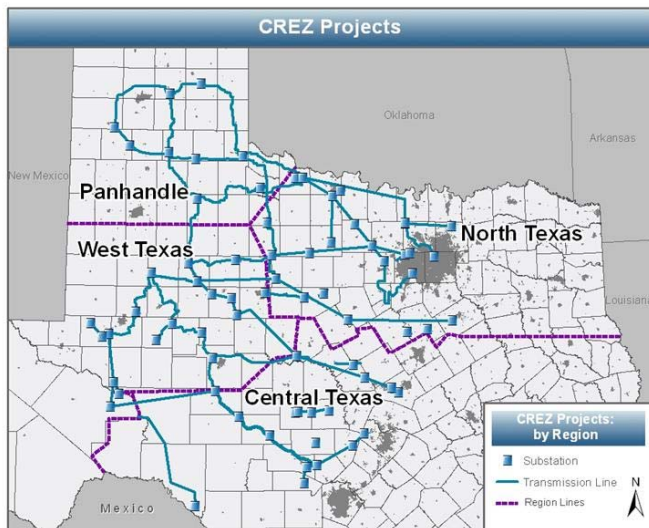 CREZ Projects
Oklahoma
Arkansas
New Mexico
Panhandle
North Texas
West Texas
Louisiana
Central Texas
Mexico
CREZ Projects:
by Region
Substation
Transmission Line
Region Lines
N